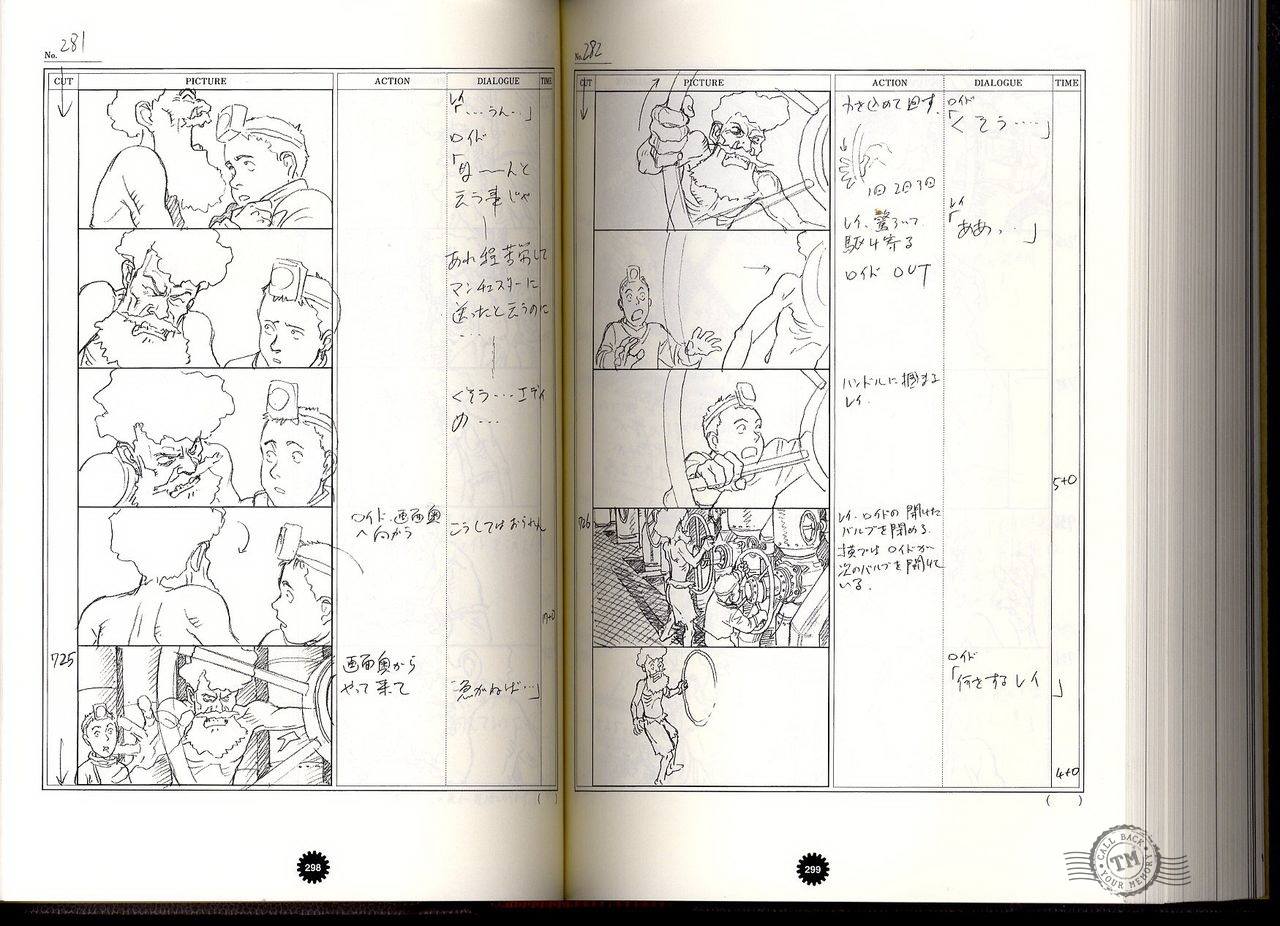 No. 281
CUT PICTURE ACTION DIALOGUE TIME
レイ
「…うん…」
ロイド
「な〜〜んと
云う事じゃ
あれ程苦労して
マンチェスターに
送ったと云うのに
…
くそう…エディ
め…
ロイド、画面奥
へ向かう
こうしてはおられん
725
画面奥から
やって来て
急がねば…」
298
No. 282
CUT PICTURE ACTION DIALOGUE TIME
力を込めて回す。
ロイド
「くそう‥‥」
1回 2回 3回
レイ、驚ろいて
駆け寄る
レイ
「ああっ…」
ロイド OUT
ハンドルに掴まる
レイ.
5+0
726
レイ、ロイドの開けた
バルブを閉める.
横ではロイドが
次のバルブを開けて
いる.
ロイド
「何をするレイ」
4+0
( )
299
CALL BACK
TM
YOUR MEMORY